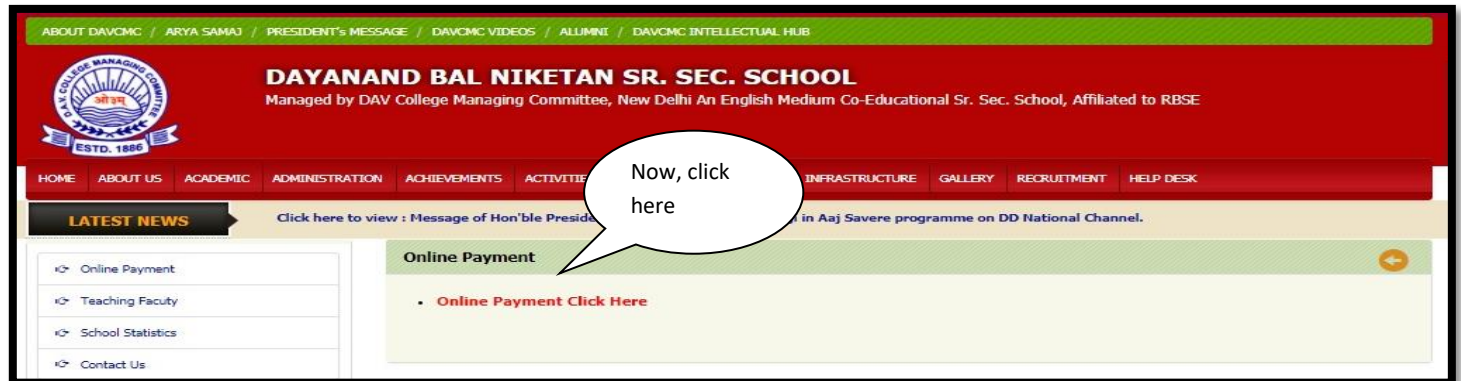 ABOUT DAVCMC / ARYA SAMAJ / PRESIDENT's MESSAGE / DAVCMC VIDEOS / ALUMNI / DAVCMC INTELLECTUAL HUB
D.A.V. COLLEGE MANAGING COMMITTEE
ओ३म्
ESTD. 1886
DAYANAND BAL NIKETAN SR. SEC. SCHOOL
Managed by DAV College Managing Committee, New Delhi An English Medium Co-Educational Sr. Sec. School, Affiliated to RBSE
Now, click
here
HOME ABOUT US ACADEMIC ADMINISTRATION ACHIEVEMENTS INFRASTRUCTURE GALLERY RECRUITMENT HELP DESK
LATEST NEWS
Click here to view : Message of Hon'ble in Aaj Savere programme on DD National Channel.
Online Payment
Teaching Facuty
School Statistics
Contact Us
Online Payment
• Online Payment Click Here